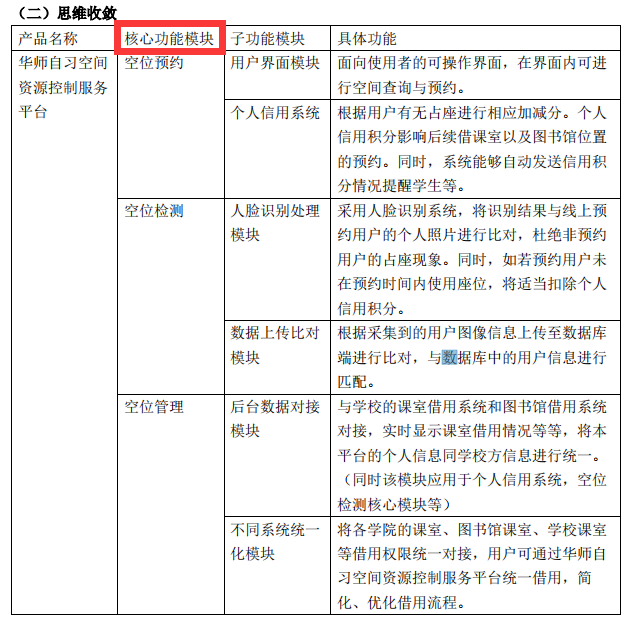 （二）思维收敛
产品名称 核心功能模块 子功能模块 具体功能
华师自习空间
资源控制服务
平台
空位预约
用户界面模块
面向使用者的可操作界面，在界面内可进
行空间查询与预约。
个人信用系统
根据用户有无占座进行相应加减分。个人
信用积分影响后续借课室以及图书馆位置
的预约。同时，系统能够自动发送信用积
分情况提醒学生等。
空位检测
人脸识别处理
模块
采用人脸识别系统，将识别结果与线上预
约用户的个人照片进行比对，杜绝非预约
用户的占座现象。同时，如若预约用户未
在预约时间内使用座位，将适当扣除个人
信用积分。
数据上传比对
模块
根据采集到的用户图像信息上传至数据库
端进行比对，与数据库中的用户信息进行
匹配。
空位管理
后台数据对接
模块
与学校的课室借用系统和图书馆借用系统
对接，实时显示课室借用情况等等，将本
平台的个人信息同学校方信息进行统一。
（同时该模块应用于个人信用系统，空位
检测核心模块等）
不同系统统一
化模块
将各学院的课室、图书馆课室、学校课室
等借用权限统一对接，用户可通过华师自
习空间资源控制服务平台统一借用，简
化、优化借用流程。